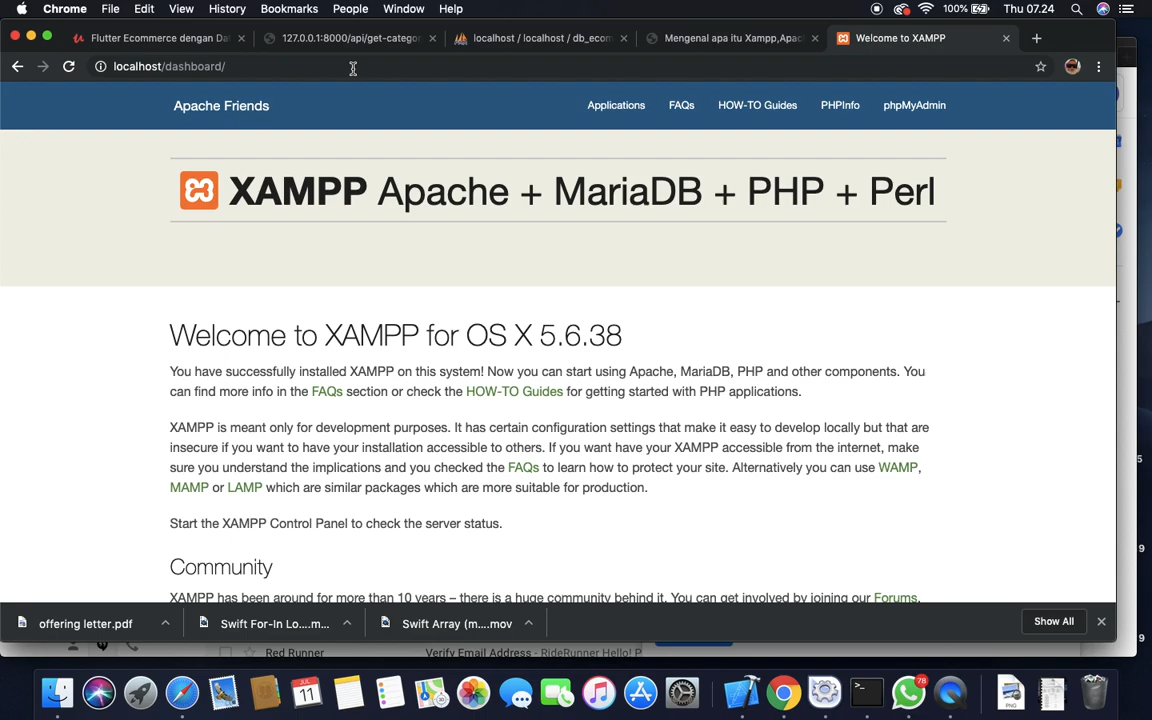 Chrome File Edit View History Bookmarks People Window Help 100% Thu 07.24
Flutter Ecommerce dengan Da
127.0.0.1:8000/api/get-categor
localhost / localhost / db_ecom
Mengenal apa itu Xampp,Apac
Welcome to XAMPP
localhost/dashboard/
Apache Friends Applications FAQs HOW-TO Guides PHPInfo phpMyAdmin
XAMPP Apache + MariaDB + PHP + Perl
Welcome to XAMPP for OS X 5.6.38
You have successfully installed XAMPP on this system! Now you can start using Apache, MariaDB, PHP and other components. You
can find more info in the FAQs section or check the HOW-TO Guides for getting started with PHP applications.
XAMPP is meant only for development purposes. It has certain configuration settings that make it easy to develop locally but that are
insecure if you want to have your installation accessible to others. If you want have your XAMPP accessible from the internet, make
sure you understand the implications and you checked the FAQs to learn how to protect your site. Alternatively you can use WAMP,
MAMP or LAMP which are similar packages which are more suitable for production.
Start the XAMPP Control Panel to check the server status.
Community
XAMPP has been around for more than 10 years – there is a huge community behind it. You can get involved by joining our Forums,
offering letter.pdf Swift For-In Lo....m... Swift Array (m....mov Show All
Red Runner Verify Email Address - RideRunner Hello! P
JUL 11
78
PNG